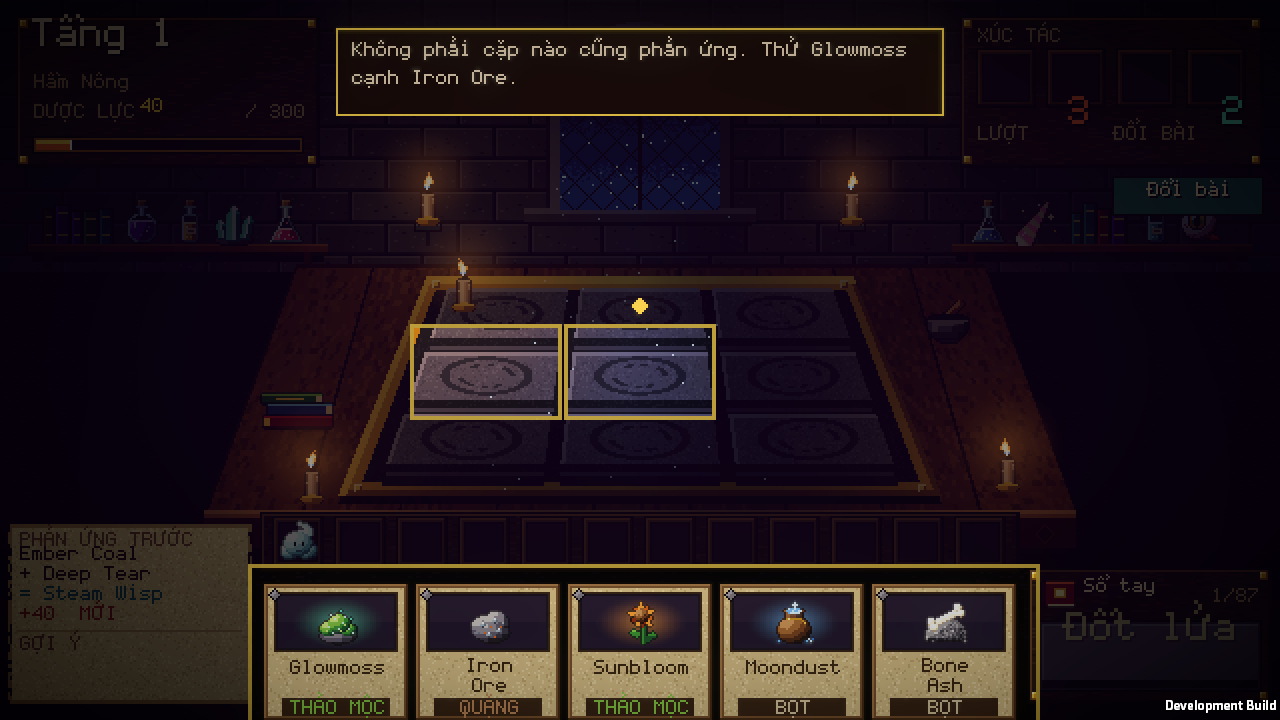 Tầng 1
Hầm Nông
DƯỢC LỰC 40 / 300
Không phải cặp nào cũng phản ứng. Thử Glowmoss
cạnh Iron Ore.
XÚC TÁC
LƯỢT 3 ĐỔI BÀI 2
Đổi bài
PHẢN ỨNG TRƯỚC
Ember Coal
+ Deep Tear
= Steam Wisp
+40 MỚI
GỢI Ý
Glowmoss
THẢO MỘC
Iron
Ore
QUẶNG
Sunbloom
THẢO MỘC
Moondust
BỘT
Bone
Ash
BỘT
Sổ tay 1/87
Đốt lửa
Development Build